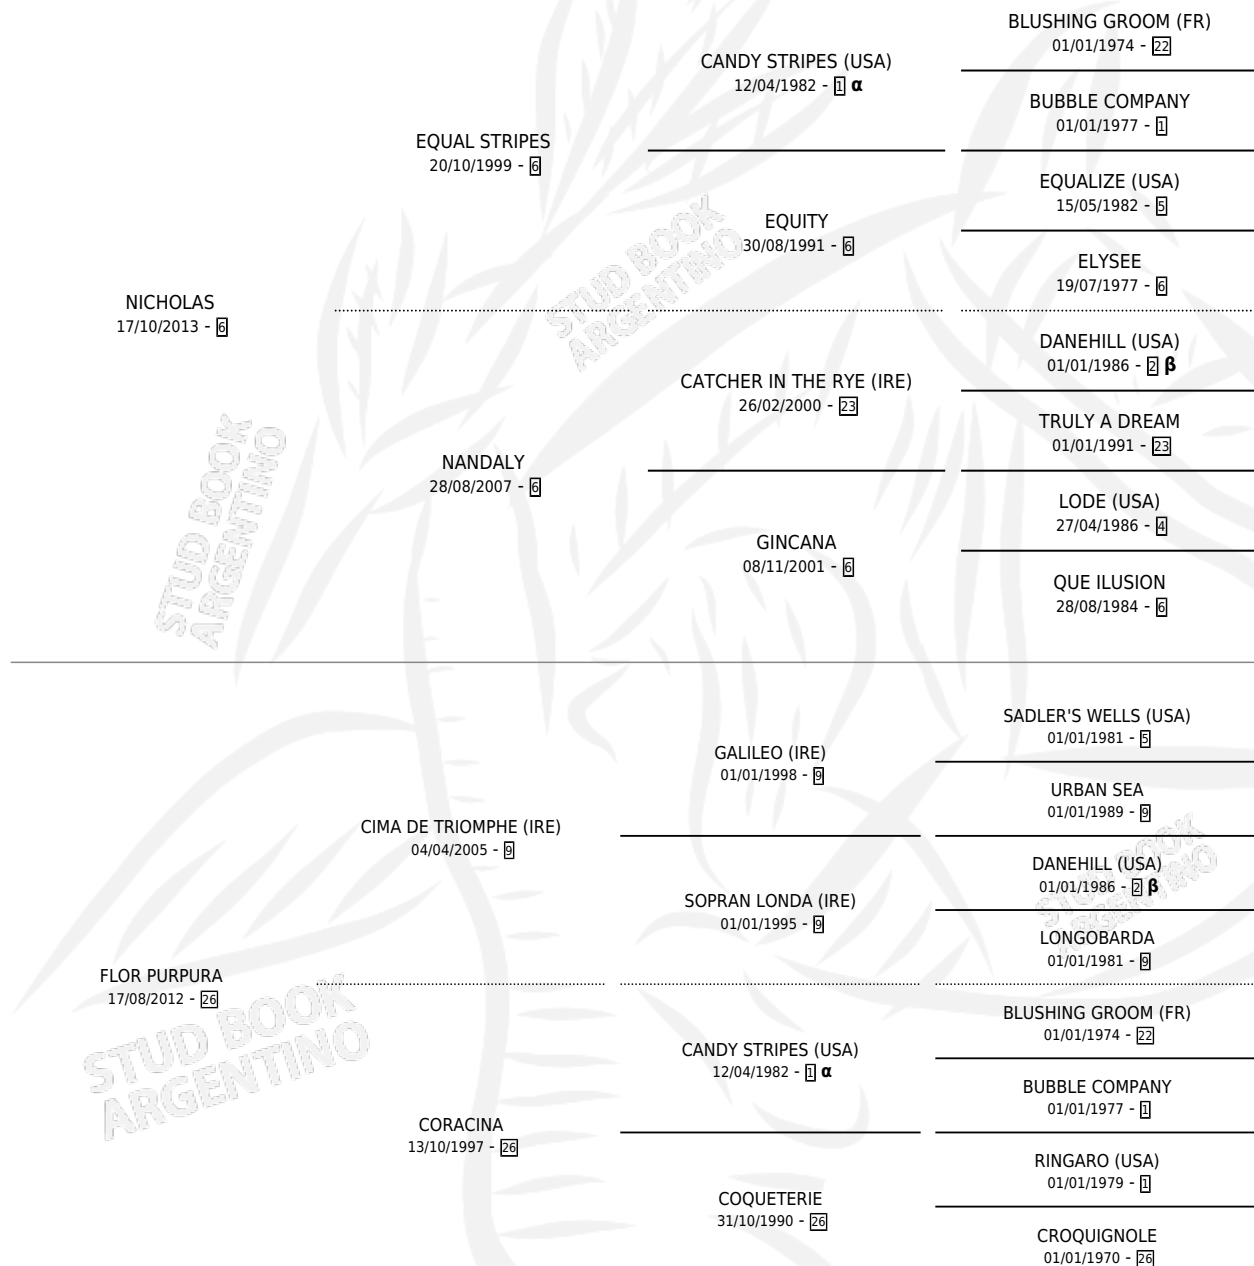 BLUSHING GROOM (FR)
01/01/1974 - 22
CANDY STRIPES (USA)
12/04/1982 - 1 α
BUBBLE COMPANY
01/01/1977 - 1
EQUAL STRIPES
20/10/1999 - 6
EQUALIZE (USA)
15/05/1982 - 5
EQUITY
30/08/1991 - 6
ELYSEE
19/07/1977 - 6
NICHOLAS
17/10/2013 - 6
DANEHILL (USA)
01/01/1986 - 2 β
CATCHER IN THE RYE (IRE)
26/02/2000 - 23
TRULY A DREAM
01/01/1991 - 23
NANDALY
28/08/2007 - 6
LODE (USA)
27/04/1986 - 4
GINCANA
08/11/2001 - 6
QUE ILUSION
28/08/1984 - 6
STUD BOOK
ARGENTINO
STUD BOOK
ARGENTINO
SADLER'S WELLS (USA)
01/01/1981 - 5
GALILEO (IRE)
01/01/1998 - 9
URBAN SEA
01/01/1989 - 9
CIMA DE TRIOMPHE (IRE)
04/04/2005 - 9
DANEHILL (USA)
01/01/1986 - 2 β
SOPRAN LONDA (IRE)
01/01/1995 - 9
LONGOBARDA
01/01/1981 - 9
FLOR PURPURA
17/08/2012 - 26
BLUSHING GROOM (FR)
01/01/1974 - 22
CANDY STRIPES (USA)
12/04/1982 - 1 α
BUBBLE COMPANY
01/01/1977 - 1
CORACINA
13/10/1997 - 26
RINGARO (USA)
01/01/1979 - 1
COQUETERIE
31/10/1990 - 26
CROQUIGNOLE
01/01/1970 - 26
STUD BOOK
ARGENTINO
STUD BOOK
ARGENTINO